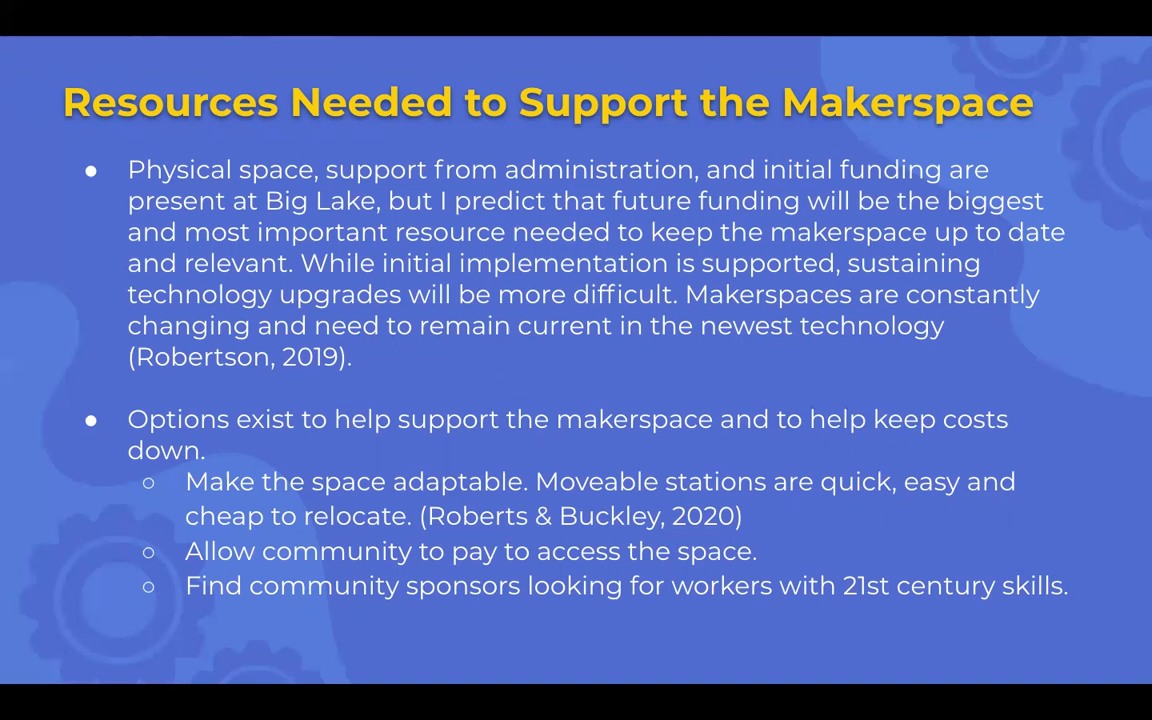 Resources Needed to Support the Makerspace
● Physical space, support from administration, and initial funding are
present at Big Lake, but I predict that future funding will be the biggest
and most important resource needed to keep the makerspace up to date
and relevant. While initial implementation is supported, sustaining
technology upgrades will be more difficult. Makerspaces are constantly
changing and need to remain current in the newest technology
(Robertson, 2019).
● Options exist to help support the makerspace and to help keep costs
down.
○ Make the space adaptable. Moveable stations are quick, easy and
cheap to relocate. (Roberts & Buckley, 2020)
○ Allow community to pay to access the space.
○ Find community sponsors looking for workers with 21st century skills.